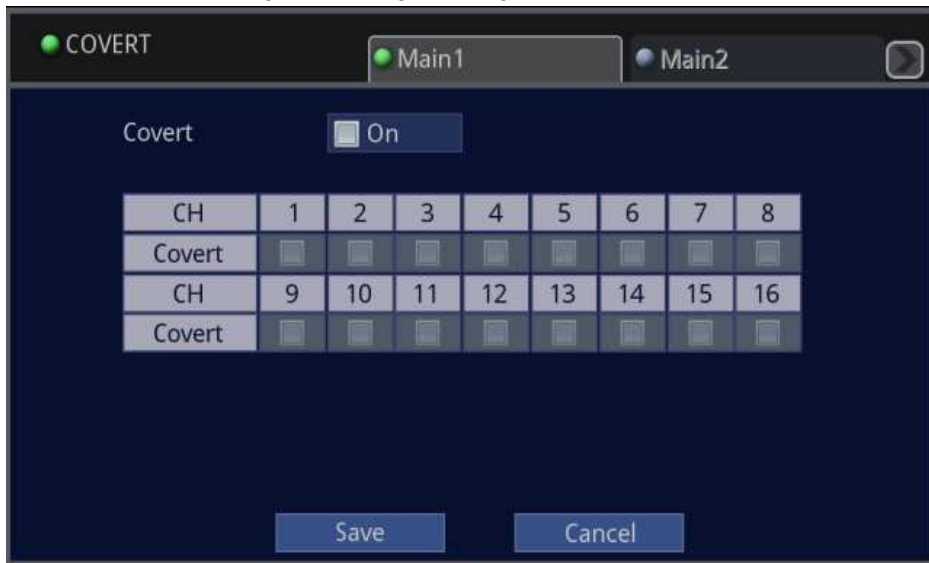 COVERT Main1 Main2
Covert On
CH 1 2 3 4 5 6 7 8
Covert
CH 9 10 11 12 13 14 15 16
Covert
Save Cancel